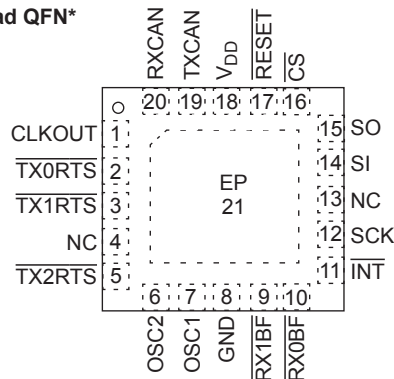 ad QFN*
RXCAN
TXCAN
VDD
RESET
CS
20 19 18 17 16
CLKOUT 1
TX0RTS 2
TX1RTS 3
NC 4
TX2RTS 5
EP
21
15 SO
14 SI
13 NC
12 SCK
11 INT
6 7 8 9 10
OSC2
OSC1
GND
RX1BF
RX0BF